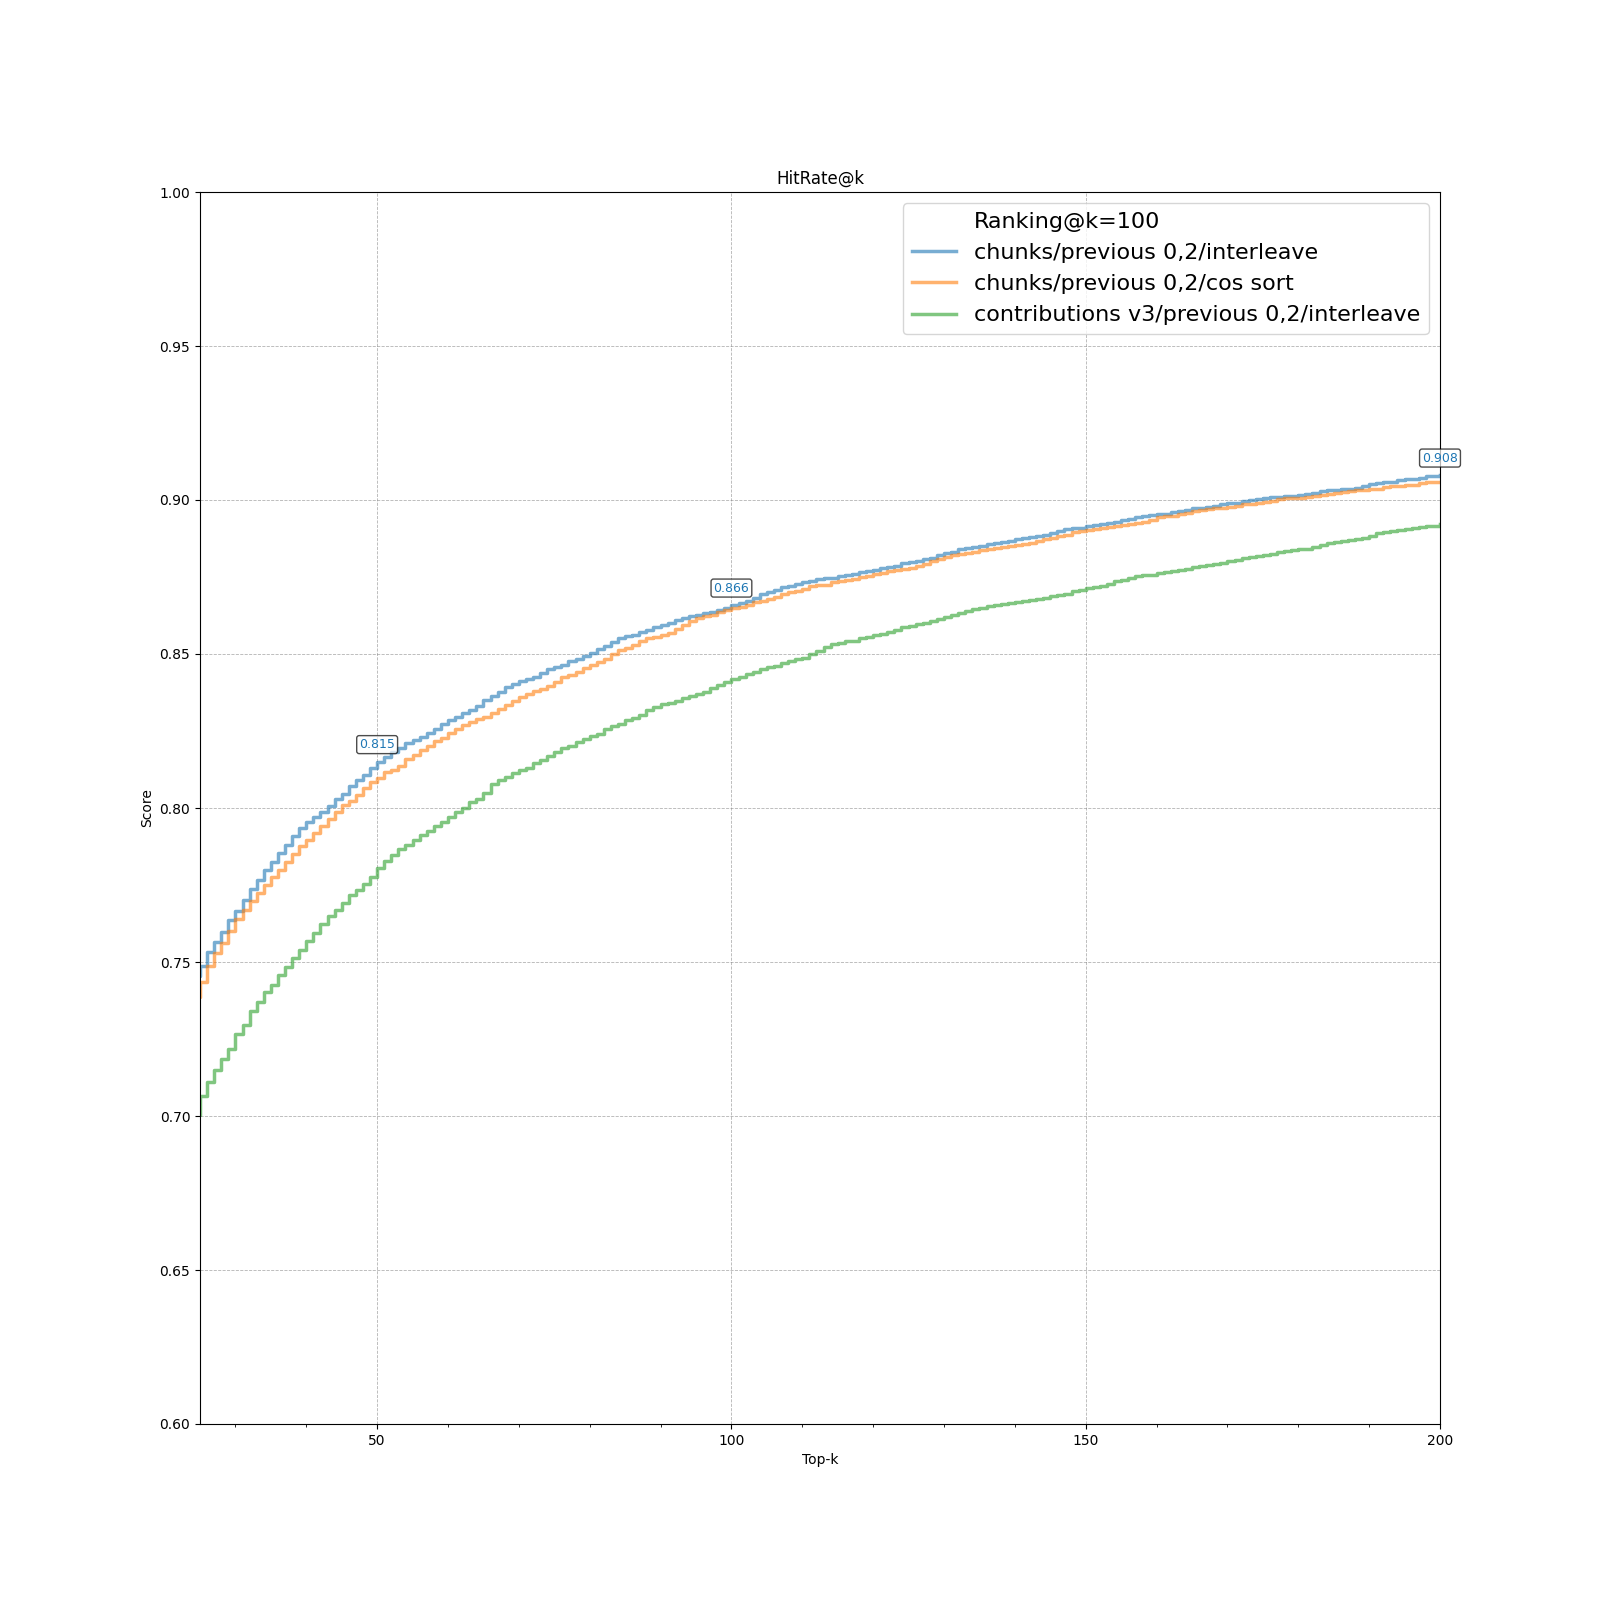 HitRate@k
1.00
0.95
0.90
0.85
0.80
0.75
0.70
0.65
0.60
Score
Ranking@k=100
chunks/previous 0,2/interleave
chunks/previous 0,2/cos sort
contributions v3/previous 0,2/interleave
0.908
0.866
0.815
50
100
150
200
Top-k